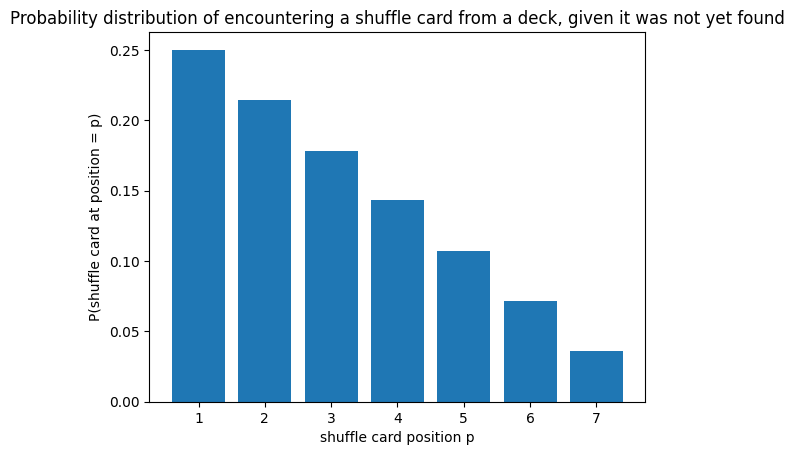 Probability distribution of encountering a shuffle card from a deck, given it was not yet found
0.25
0.20
0.15
0.10
0.05
0.00
P(shuffle card at position = p)
1 2 3 4 5 6 7
shuffle card position p